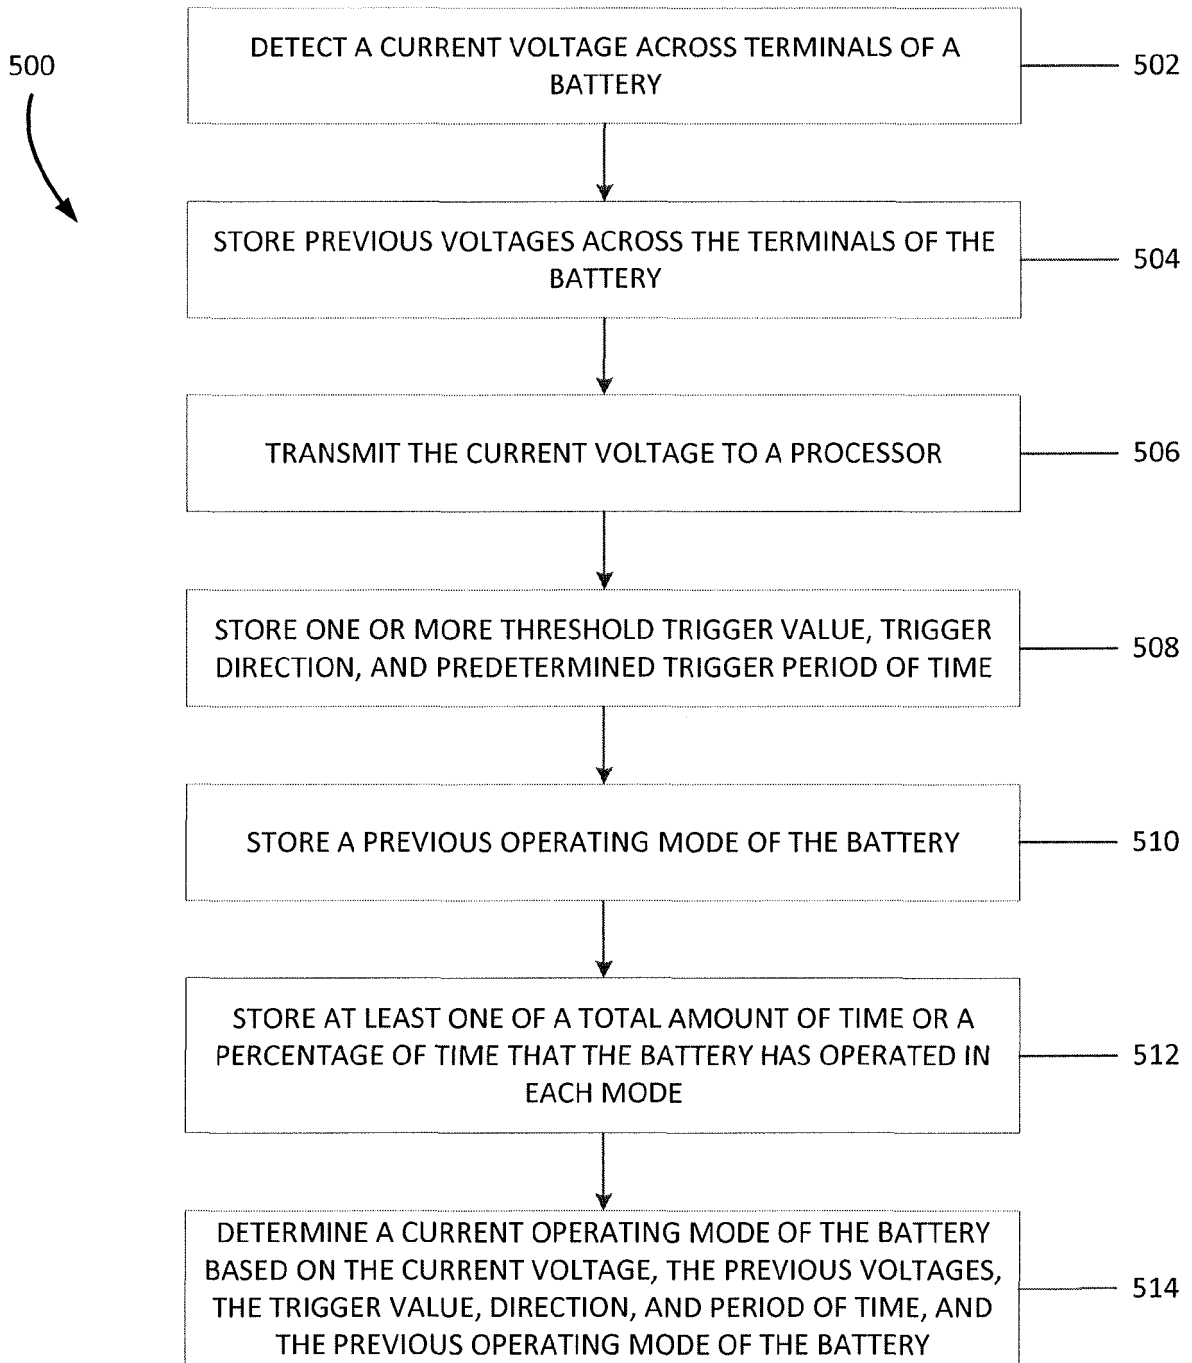 500
DETECT A CURRENT VOLTAGE ACROSS TERMINALS OF A
BATTERY
502
STORE PREVIOUS VOLTAGES ACROSS THE TERMINALS OF THE
BATTERY
504
TRANSMIT THE CURRENT VOLTAGE TO A PROCESSOR
506
STORE ONE OR MORE THRESHOLD TRIGGER VALUE, TRIGGER
DIRECTION, AND PREDETERMINED TRIGGER PERIOD OF TIME
508
STORE A PREVIOUS OPERATING MODE OF THE BATTERY
510
STORE AT LEAST ONE OF A TOTAL AMOUNT OF TIME OR A
PERCENTAGE OF TIME THAT THE BATTERY HAS OPERATED IN
EACH MODE
512
DETERMINE A CURRENT OPERATING MODE OF THE BATTERY
BASED ON THE CURRENT VOLTAGE, THE PREVIOUS VOLTAGES,
THE TRIGGER VALUE, DIRECTION, AND PERIOD OF TIME, AND
THE PREVIOUS OPERATING MODE OF THE BATTERY
514